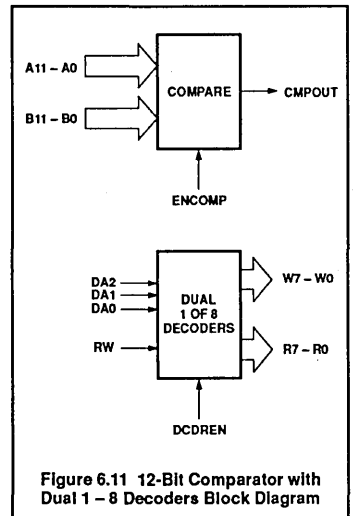 A11 – A0
COMPARE
CMPOUT
B11 – B0
ENCOMP
DA2
DA1
DA0
RW
DUAL
1 OF 8
DECODERS
W7 – W0
R7 – R0
DCDREN
Figure 6.11 12-Bit Comparator with
Dual 1 – 8 Decoders Block Diagram